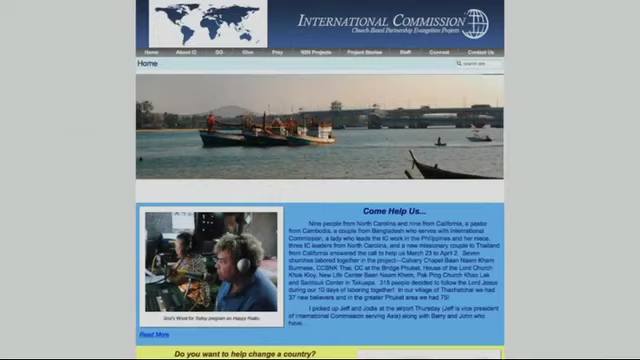 INTERNATIONAL COMMISSION
Church-Based Partnership Evangelism Projects
Home About IC GO Give Pray N2N Projects Project Stories Staff Connect Contact Us
Home
search site
Come Help Us...
Nine people from North Carolina and nine from California, a pastor
from Cambodia, a couple from Bangladesh who serves with International
Commission, a lady who leads the IC work in the Philippines and her niece,
three IC leaders from North Carolina, and a new missionary couple to Thailand
from California answered the call to help us March 23 to April 2. Seven
churches labored together in the project—Calvary Chapel Baan Naam Khem
Burmese, CCBNK Thai, CC at the Bridge Phuket, House of the Lord Church
Khok Kloy, New Life Center Baan Naam Khem, Pak Ping Church Khao Lak
and Church in Takuapa. 318 people decided to follow the Lord Jesus
during our 10 days of laboring together! In our village of Thachatchai we had
37 new believers and in the greater Phuket area we had 75!
I picked up Jeff and Jodie at the airport Thursday (Jeff is vice president
of International Commission serving Asia) along with Barry and John who
have...
God's Word for Today program on Happy Radio.
Read More
Do you want to help change a country?